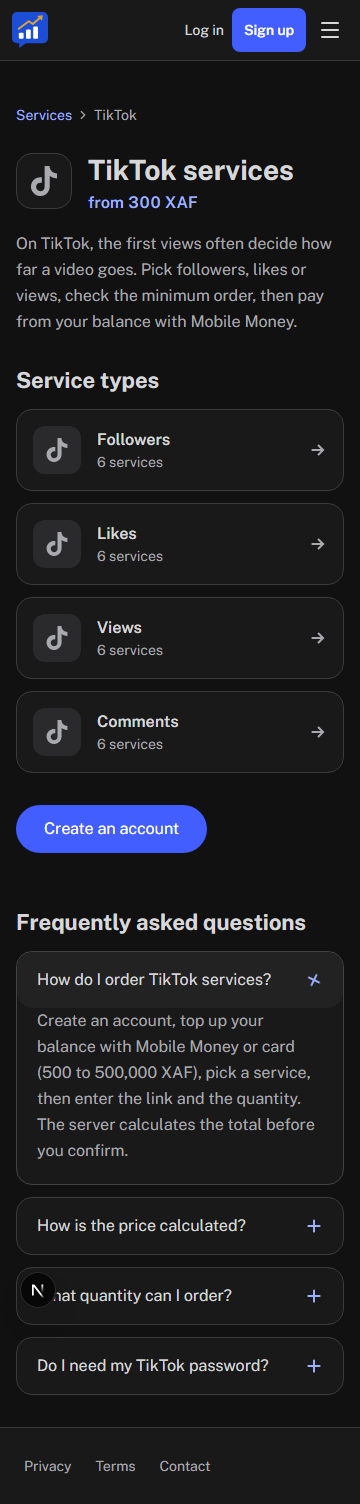 Log in
Sign up
Services > TikTok
TikTok services
from 300 XAF
On TikTok, the first views often decide how
far a video goes. Pick followers, likes or
views, check the minimum order, then pay
from your balance with Mobile Money.
Service types
Followers
6 services
Likes
6 services
Views
6 services
Comments
6 services
Create an account
Frequently asked questions
How do I order TikTok services?
Create an account, top up your
balance with Mobile Money or card
(500 to 500,000 XAF), pick a service,
then enter the link and the quantity.
The server calculates the total before
you confirm.
How is the price calculated?
N
quantity can I order?
Do I need my TikTok password?
Privacy
Terms
Contact